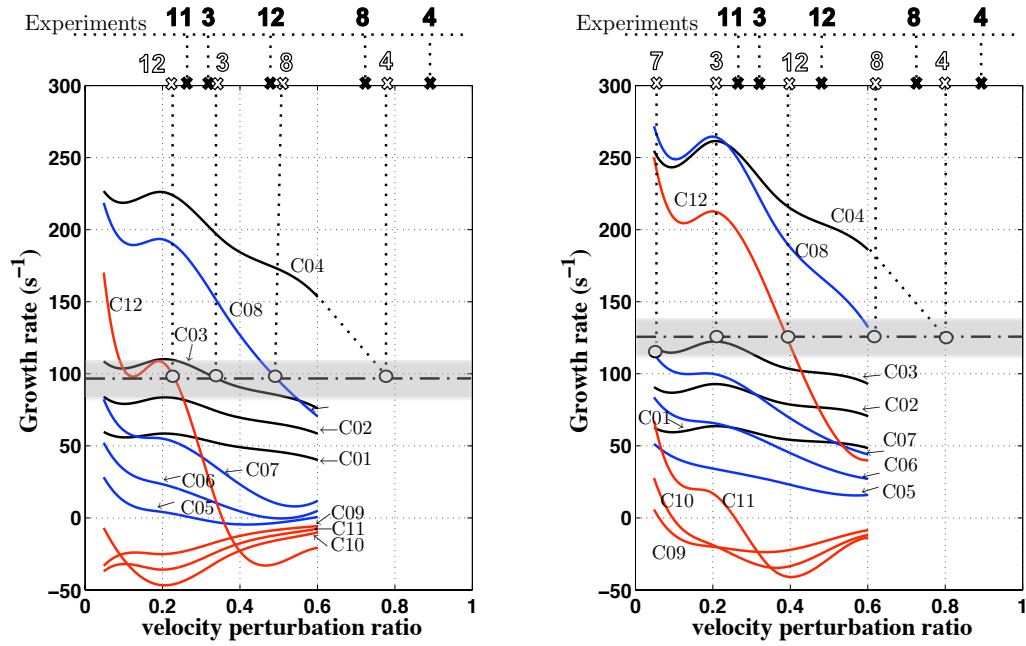 Experiments 11 3 12 8 4
12 3 8 4
300
250
200
150
100
50
0
−50
0 0.2 0.4 0.6 0.8 1
Growth rate (s−1)
velocity perturbation ratio
C04
C12
C08
C03
C02
C01
C07
C06
C05
C09
C11
C10
Experiments 11 3 12 8 4
7 3 12 8 4
300
250
200
150
100
50
0
−50
0 0.2 0.4 0.6 0.8 1
Growth rate (s−1)
velocity perturbation ratio
C12
C04
C08
C03
C02
C01
C07
C06
C05
C10
C11
C09